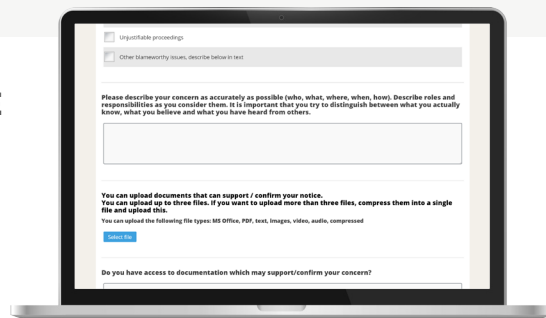 Unjustifiable proceedings
Other blameworthy issues, describe below in text
Please describe your concern as accurately as possible (who, what, where, when, how). Describe roles and
responsibilities as you consider them. It is important that you try to distinguish between what you actually
know, what you believe and what you have heard from others.
You can upload documents that can support / confirm your notice.
You can upload up to three files. If you want to upload more than three files, compress them into a single
file and upload this.
You can upload the following file types: MS Office, PDF, text, images, video, audio, compressed
Select file
Do you have access to documentation which may support/confirm your concern?